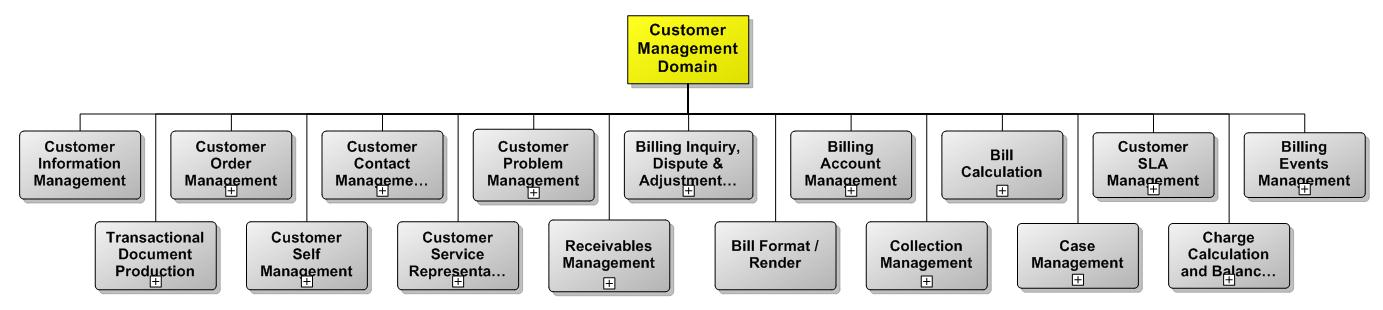 Customer
Management
Domain
Customer
Information
Management
Customer
Order
Management
Customer
Contact
Manageme…
Customer
Problem
Management
Billing Inquiry,
Dispute &
Adjustment…
Billing
Account
Management
Bill
Calculation
Customer
SLA
Management
Billing
Events
Management
Transactional
Document
Production
Customer
Self
Management
Customer
Service
Representa…
Receivables
Management
Bill Format /
Render
Collection
Management
Case
Management
Charge
Calculation
and Balanc…